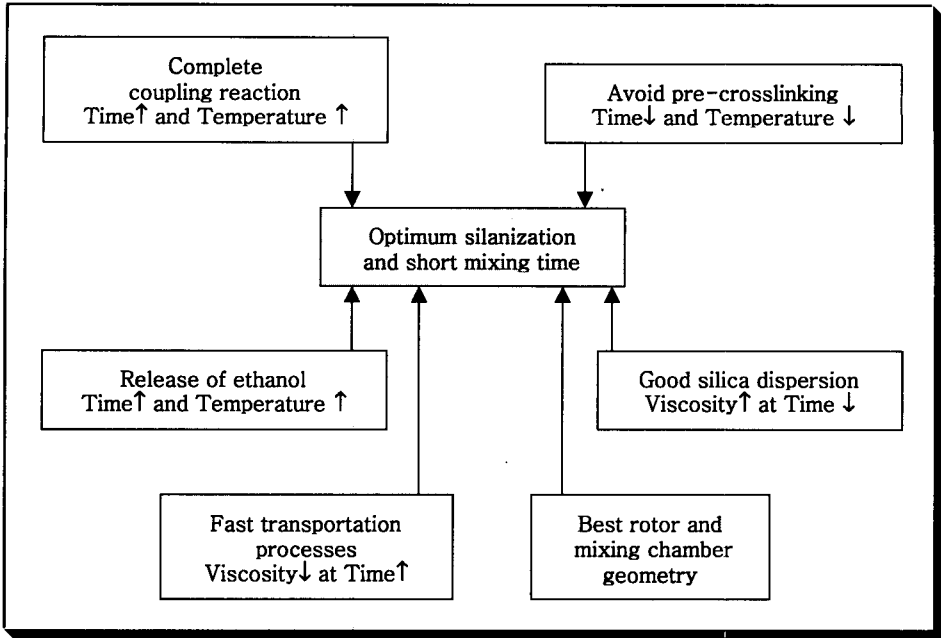 Complete
coupling reaction
Time↑ and Temperature ↑
Avoid pre-crosslinking
Time↓ and Temperature ↓
Optimum silanization
and short mixing time
Release of ethanol
Time↑ and Temperature ↑
Good silica dispersion
Viscosity↑ at Time ↓
Fast transportation
processes
Viscosity↓ at Time↑
Best rotor and
mixing chamber
geometry